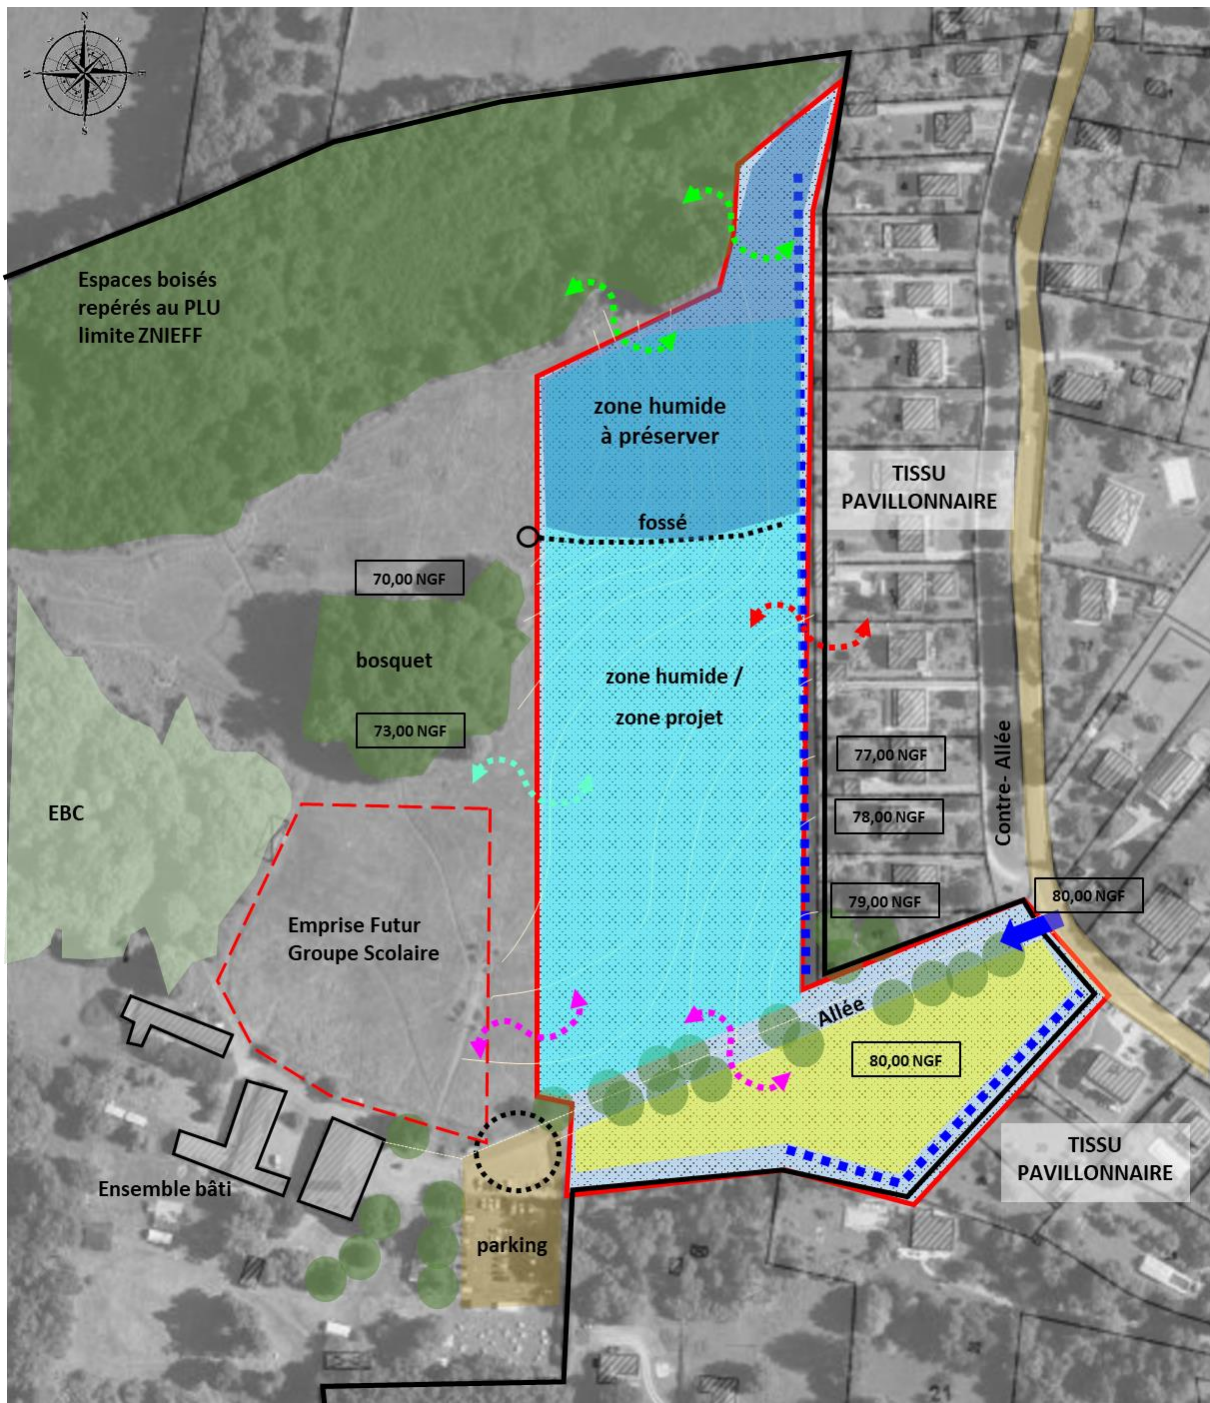 N
S
Espaces boisés
repérés au PLU
limite ZNIEFF
zone humide
à préserver
TISSU
PAVILLONNAIRE
fossé
70,00 NGF
bosquet
73,00 NGF
zone humide /
zone projet
77,00 NGF
78,00 NGF
Contre- Allée
EBC
79,00 NGF
80,00 NGF
Emprise Futur
Groupe Scolaire
Allée
80,00 NGF
TISSU
PAVILLONNAIRE
Ensemble bâti
parking
21